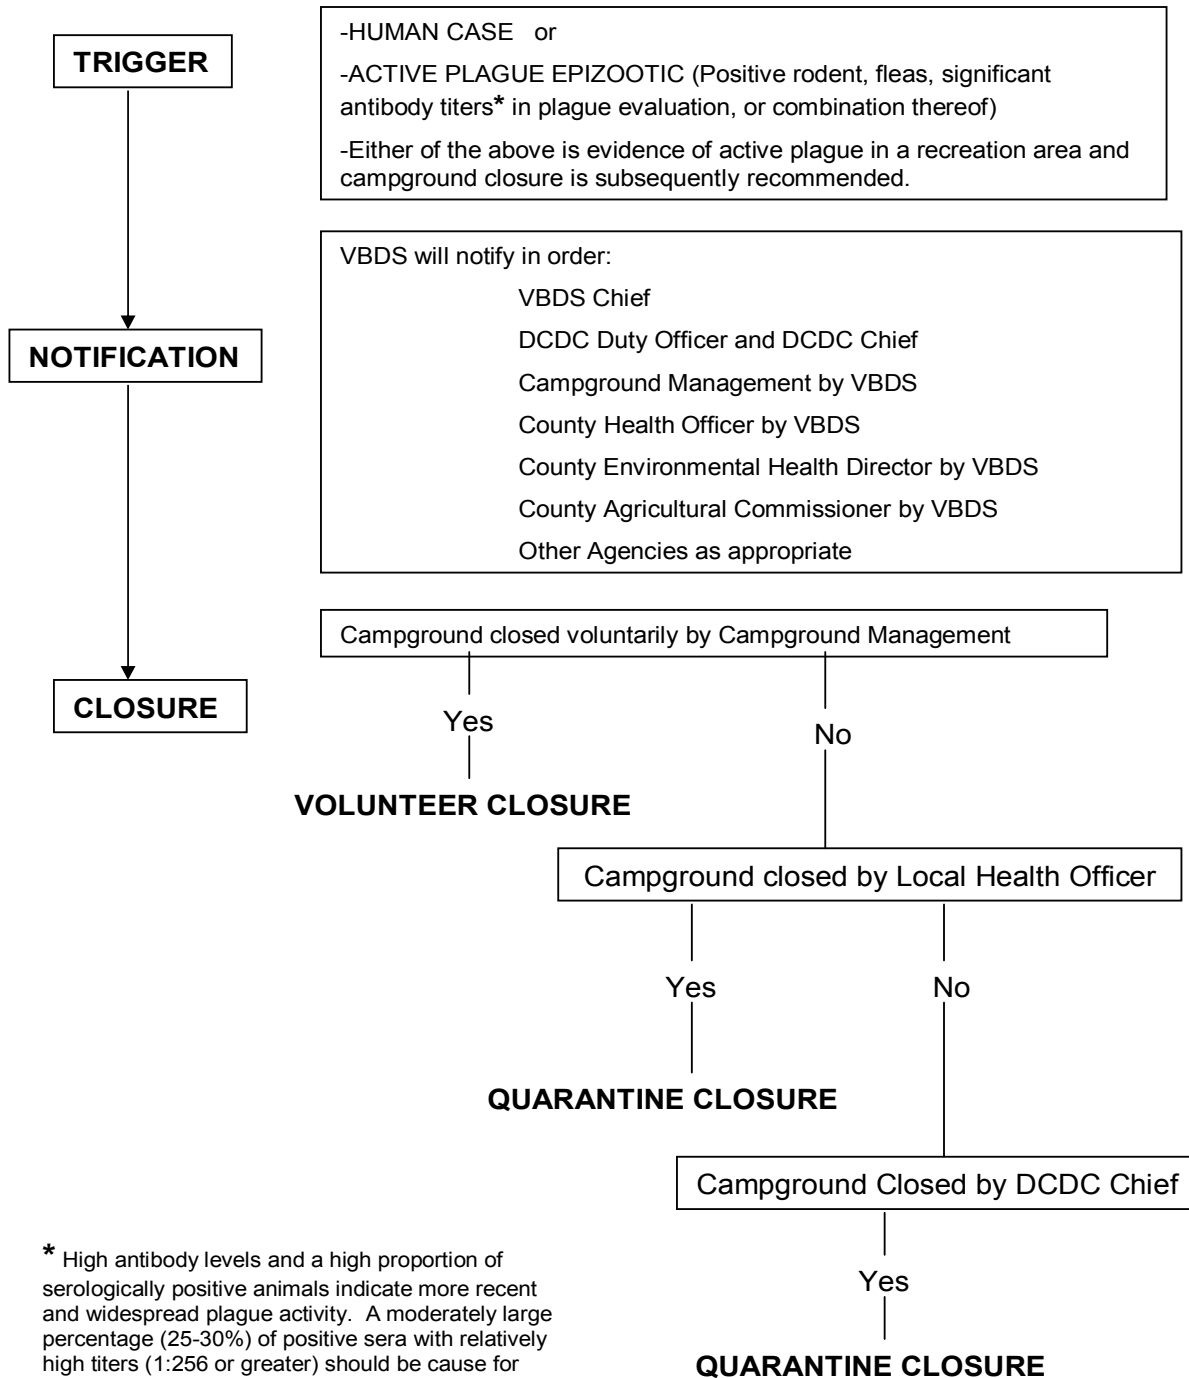 TRIGGER
-HUMAN CASE or
-ACTIVE PLAGUE EPIZOOTIC (Positive rodent, fleas, significant
antibody titers* in plague evaluation, or combination thereof)
-Either of the above is evidence of active plague in a recreation area and
campground closure is subsequently recommended.
NOTIFICATION
VBDS will notify in order:
VBDS Chief
DCDC Duty Officer and DCDC Chief
Campground Management by VBDS
County Health Officer by VBDS
County Environmental Health Director by VBDS
County Agricultural Commissioner by VBDS
Other Agencies as appropriate
CLOSURE
Campground closed voluntarily by Campground Management
Yes
No
VOLUNTEER CLOSURE
Campground closed by Local Health Officer
Yes
No
QUARANTINE CLOSURE
Campground Closed by DCDC Chief
Yes
QUARANTINE CLOSURE
* High antibody levels and a high proportion of
serologically positive animals indicate more recent
and widespread plague activity. A moderately large
percentage (25-30%) of positive sera with relatively
high titers (1:256 or greater) should be cause for